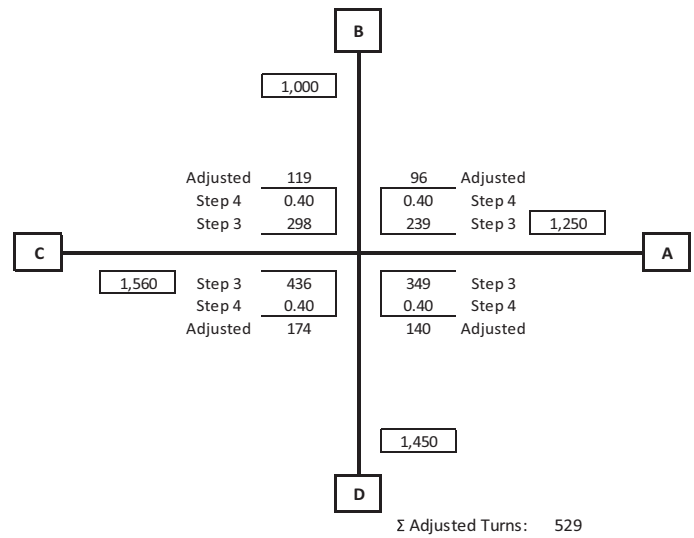 B
1,000
Adjusted 119 96 Adjusted
Step 4 0.40 0.40 Step 4
Step 3 298 239 Step 3 1,250
C A
1,560 Step 3 436 349 Step 3
Step 4 0.40 0.40 Step 4
Adjusted 174 140 Adjusted
1,450
D
Σ Adjusted Turns: 529